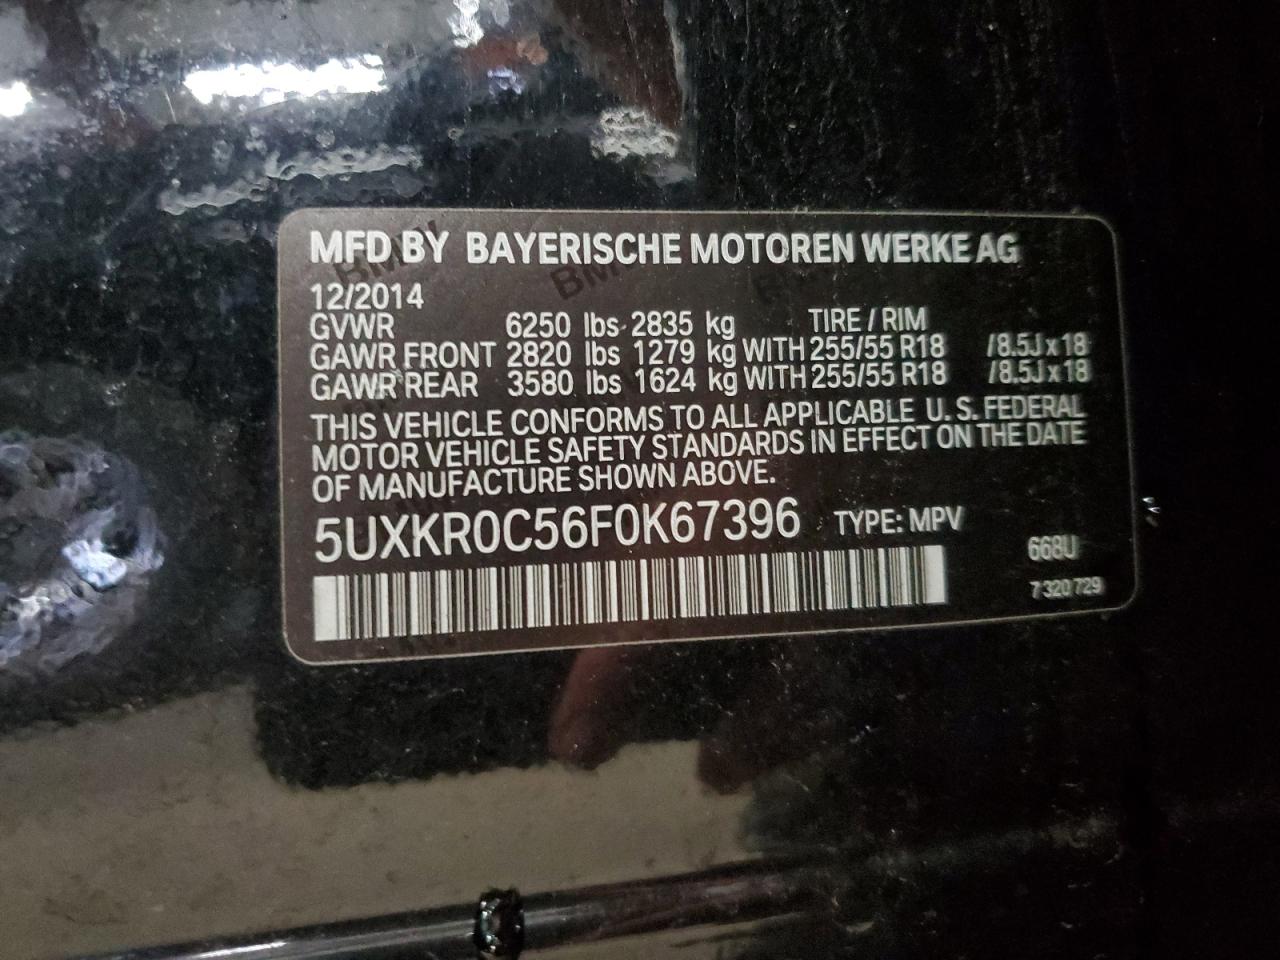 MFD BY BAYERISCHE MOTOREN WERKE AG
12/2014
GVWR 6250 lbs 2835 kg TIRE / RIM
GAWR FRONT 2820 lbs 1279 kg WITH 255/55 R18 /8.5J x 18
GAWR REAR 3580 lbs 1624 kg WITH 255/55 R18 /8.5J x 18
THIS VEHICLE CONFORMS TO ALL APPLICABLE U. S. FEDERAL
MOTOR VEHICLE SAFETY STANDARDS IN EFFECT ON THE DATE
OF MANUFACTURE SHOWN ABOVE.
5UXKR0C56F0K67396 TYPE: MPV
668U
7 320 729